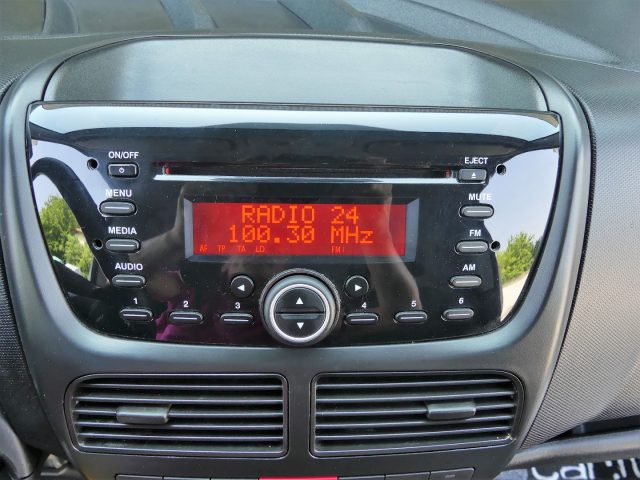 ON/OFF
EJECT
MENU
MUTE
RADIO 24
MEDIA
FM
100.30 MHz
AF TP TA LO FM1
AUDIO
AM
1 2 3 4 5 6